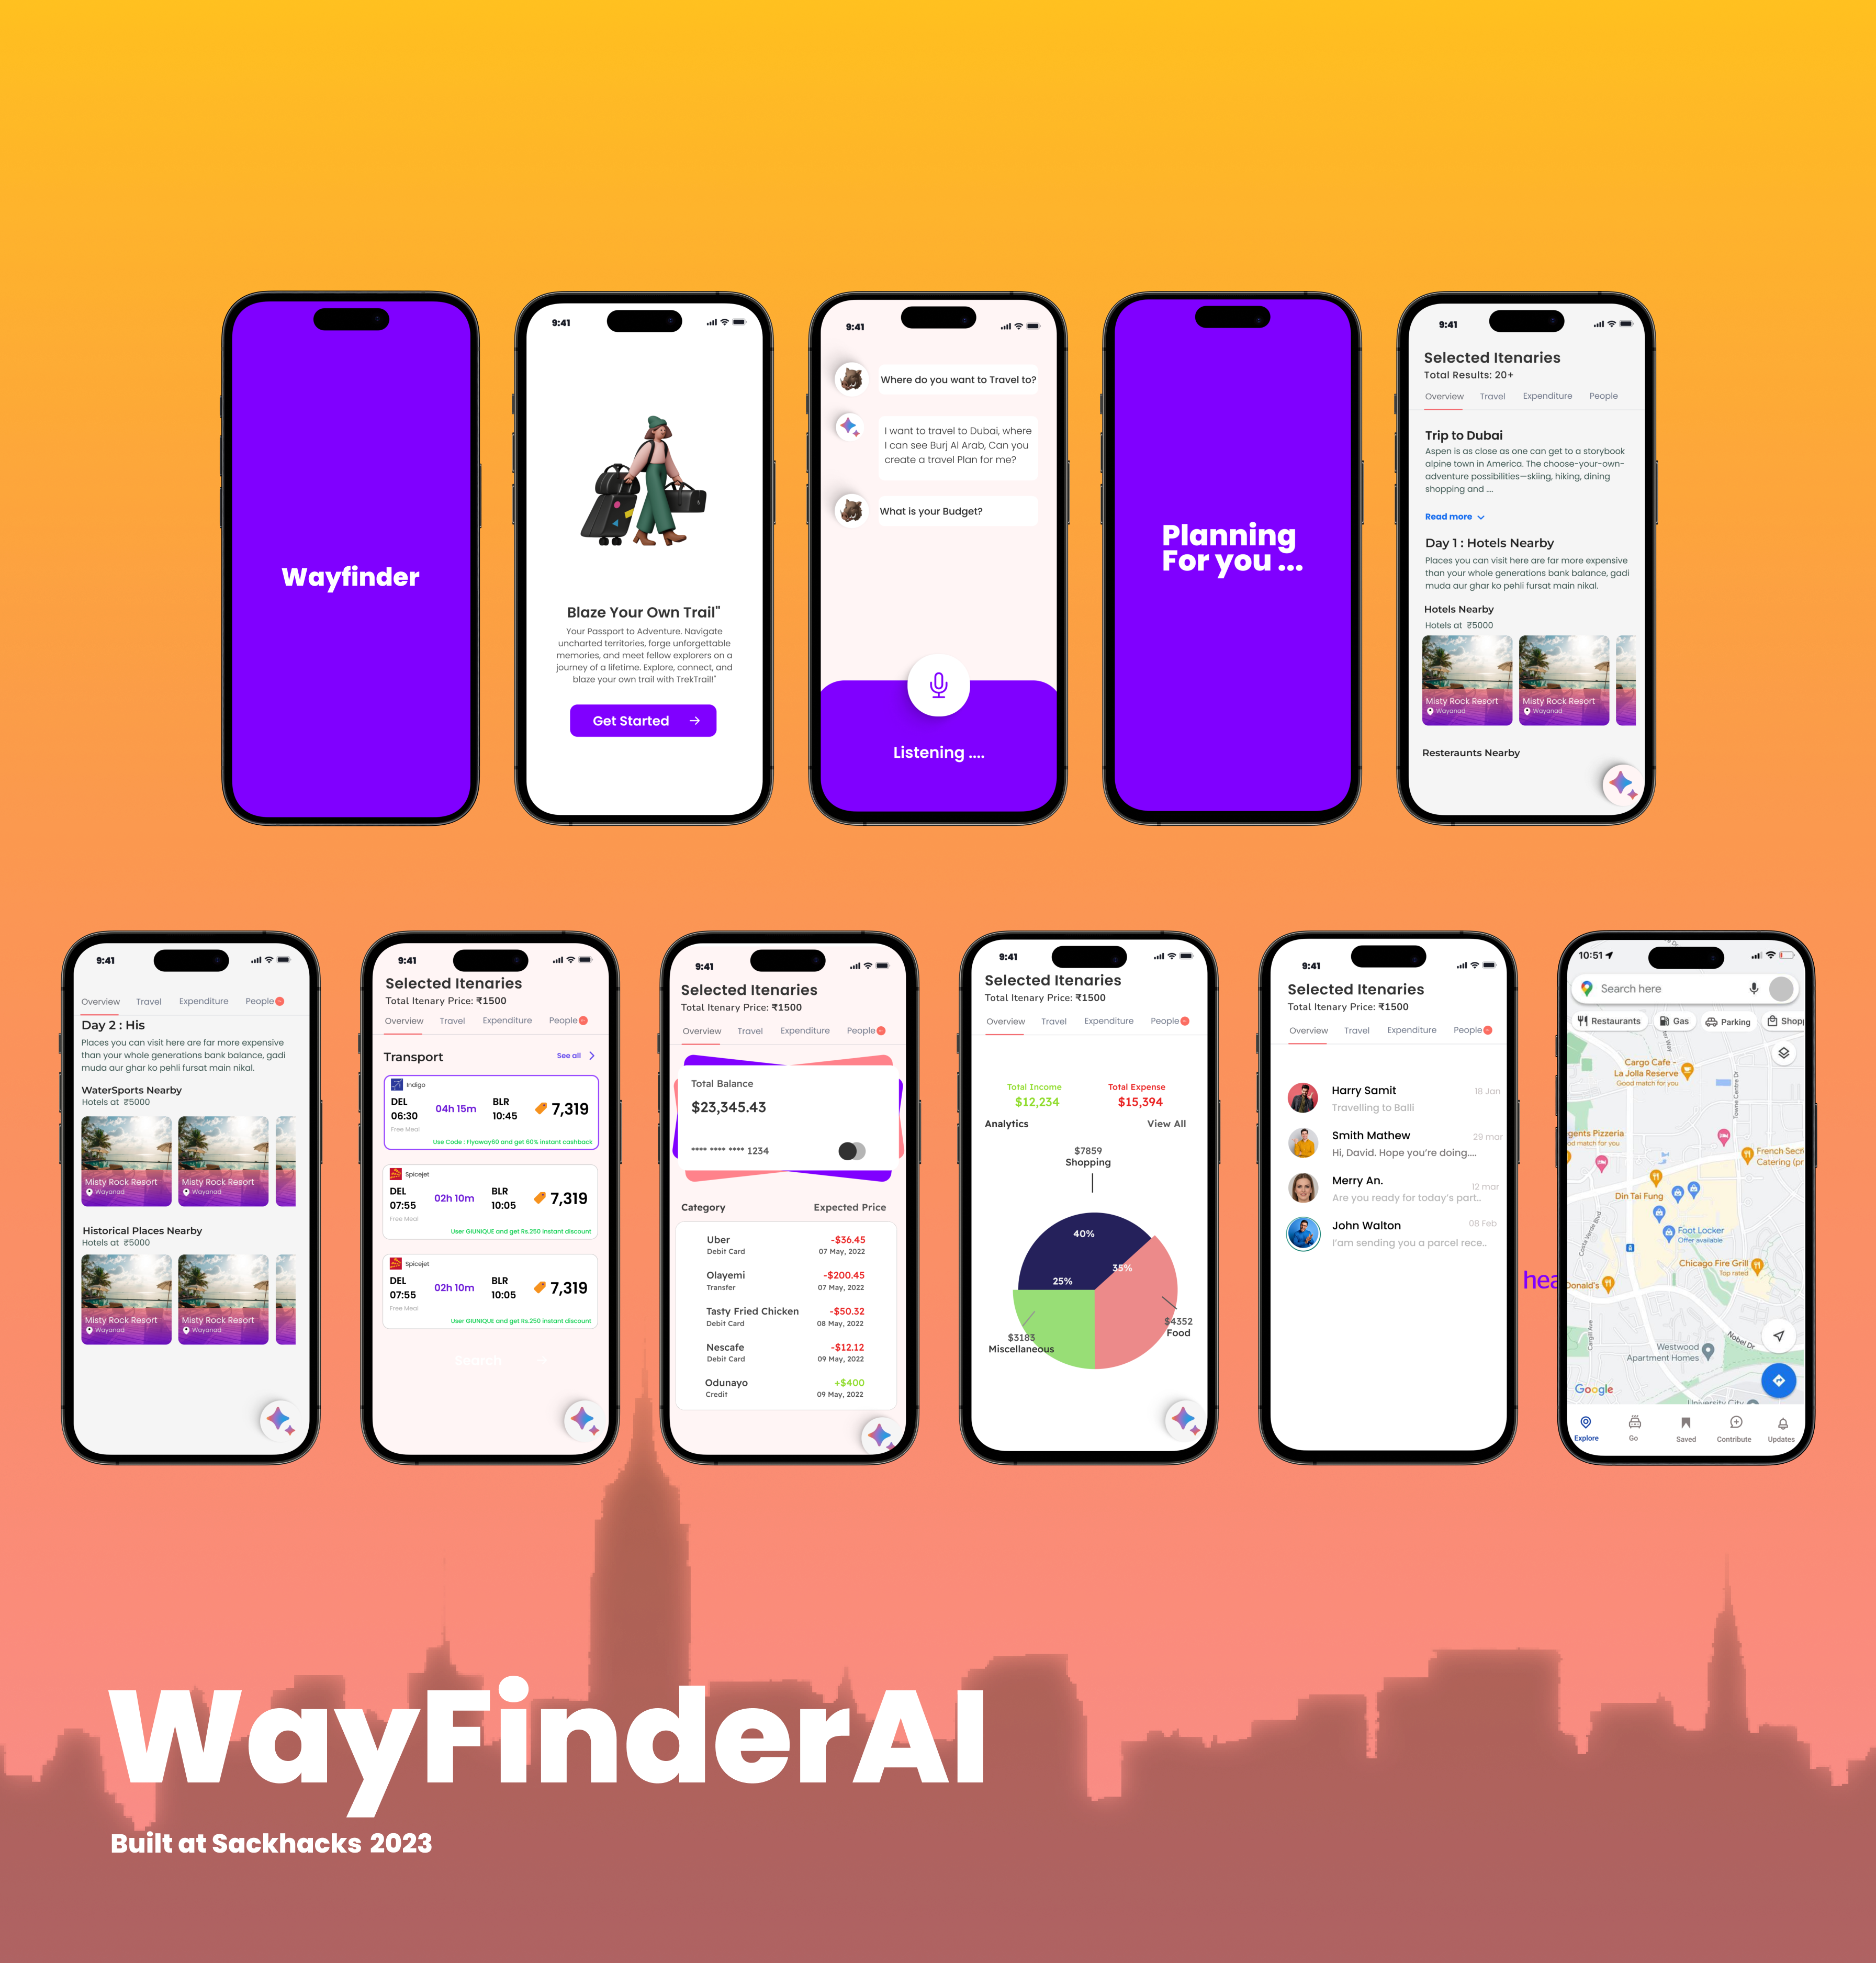 Wayfinder
9:41
Blaze Your Own Trail"
Your Passport to Adventure. Navigate
uncharted territories, forge unforgettable
memories, and meet fellow explorers on a
journey of a lifetime. Explore, connect, and
blaze your own trail with TrekTrail!"
Get Started
9:41
Where do you want to Travel to?
I want to travel to Dubai, where
I can see Burj Al Arab, Can you
create a travel Plan for me?
What is your Budget?
Listening ....
Planning
For you ...
9:41
Selected Itenaries
Total Results: 20+
Overview Travel Expenditure People
Trip to Dubai
Aspen is as close as one can get to a storybook
alpine town in America. The choose-your-own-
adventure possibilities—skiing, hiking, dining
shopping and ....
Read more
Day 1 : Hotels Nearby
Places you can visit here are far more expensive
than your whole generations bank balance, gadi
muda aur ghar ko pehli fursat main nikal.
Hotels Nearby
Hotels at ₹5000
Misty Rock Resort Misty Rock Resort
Wayanad Wayanad
Resteraunts Nearby
9:41
Overview Travel Expenditure People
Day 2 : His
Places you can visit here are far more expensive
than your whole generations bank balance, gadi
muda aur ghar ko pehli fursat main nikal.
WaterSports Nearby
Hotels at ₹5000
Misty Rock Resort Misty Rock Resort
Wayanad Wayanad
Historical Places Nearby
Hotels at ₹5000
Misty Rock Resort Misty Rock Resort
Wayanad Wayanad
9:41
Selected Itenaries
Total Itenary Price: ₹1500
Overview Travel Expenditure People
Transport See all
Indigo
DEL 04h 15m BLR 7,319
06:30 10:45
Free Meal
Use Code : Flyaway60 and get 60% instant cashback
Spicejet
DEL 02h 10m BLR 7,319
07:55 10:05
Free Meal
User GIUNIQUE and get Rs.250 instant discount
Spicejet
DEL 02h 10m BLR 7,319
07:55 10:05
Free Meal
User GIUNIQUE and get Rs.250 instant discount
Search
9:41
Selected Itenaries
Total Itenary Price: ₹1500
Overview Travel Expenditure People
Total Balance
$23,345.43
**** **** **** 1234
Category Expected Price
Uber -$36.45
Debit Card 07 May, 2022
Olayemi -$200.45
Transfer 07 May, 2022
Tasty Fried Chicken -$50.32
Debit Card 08 May, 2022
Nescafe -$12.12
Debit Card 09 May, 2022
Odunayo +$400
Credit 09 May, 2022
9:41
Selected Itenaries
Total Itenary Price: ₹1500
Overview Travel Expenditure People
Total Income Total Expense
$12,234 $15,394
Analytics View All
$7859
Shopping
40%
35%
25%
$4352
Food
$3183
Miscellaneous
9:41
Selected Itenaries
Total Itenary Price: ₹1500
Overview Travel Expenditure People
Harry Samit 18 Jan
Travelling to Balli
Smith Mathew 29 mar
Hi, David. Hope you're doing....
Merry An. 12 mar
Are you ready for today's part..
John Walton 08 Feb
I'am sending you a parcel rece..
hea
10:51
Search here
Restaurants Gas Parking Shop
Cargo Cafe -
La Jolla Reserve
Good match for you
Towne Centre Dr
gents Pizzeria
od match for you
French Secr
Catering (pr
Din Tai Fung
Costa Verde Blvd
Foot Locker
Offer available
Chicago Fire Grill
Top rated
Donald's
Cargill Ave
Nobel Dr
Westwood
Apartment Homes
Google
University City
Explore Go Saved Contribute Updates
WayFinderAI
Built at Sackhacks 2023